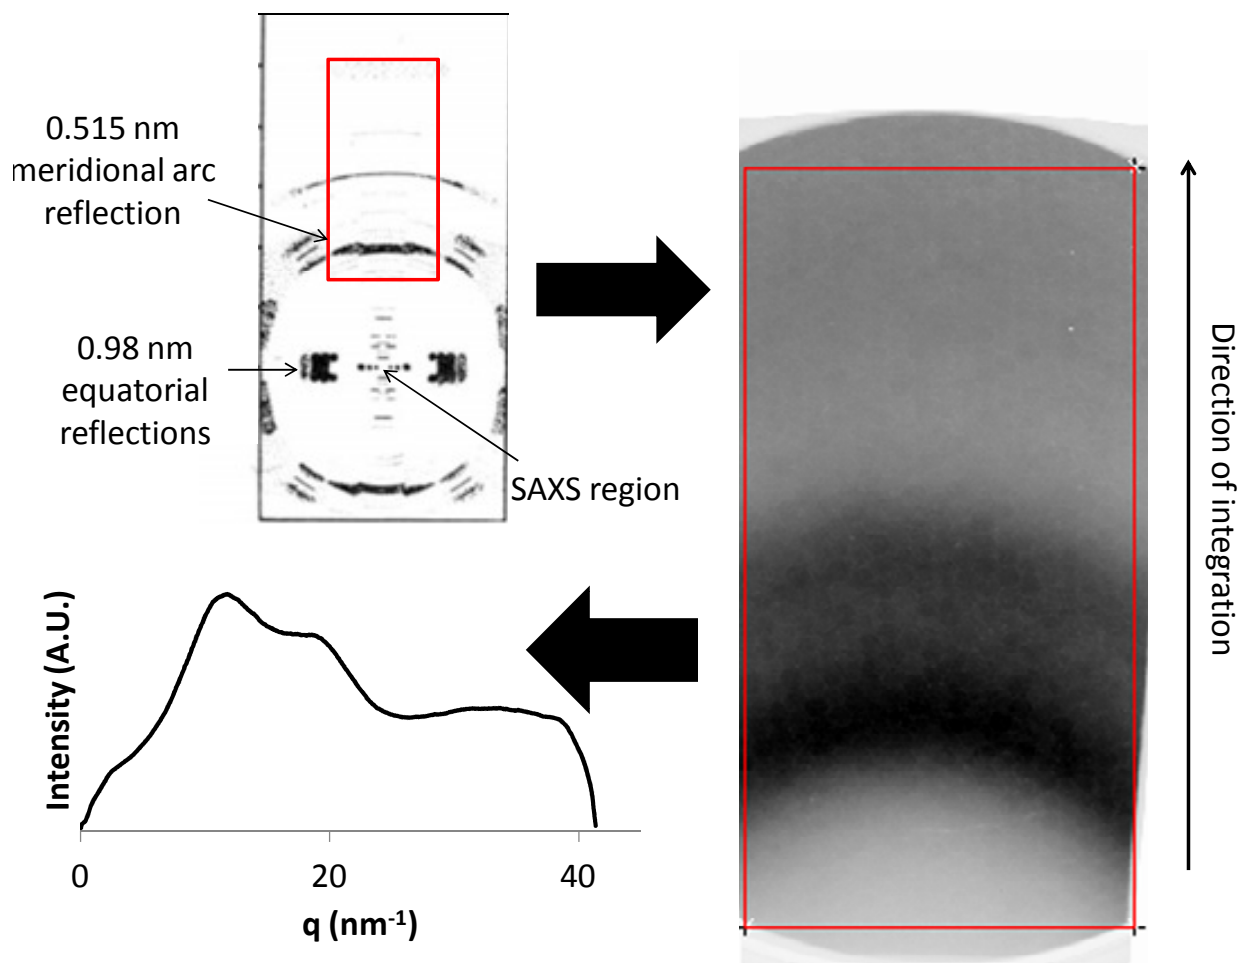 0.515 nm
meridional arc
reflection
0.98 nm
equatorial
reflections
SAXS region
Direction of integration
Intensity (A.U.)
0
20
40
q (nm⁻¹)